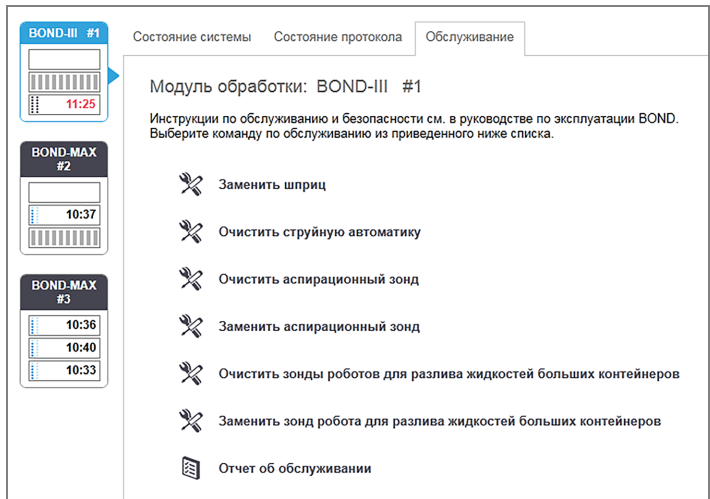 BOND-III #1
11:25
BOND-MAX
#2
10:37
BOND-MAX
#3
10:36
10:40
10:33
Состояние системы
Состояние протокола
Обслуживание
Модуль обработки: BOND-III #1
Инструкции по обслуживанию и безопасности см. в руководстве по эксплуатации BOND.
Выберите команду по обслуживанию из приведенного ниже списка.
Заменить шприц
Очистить струйную автоматику
Очистить аспирационный зонд
Заменить аспирационный зонд
Очистить зонды роботов для разлива жидкостей больших контейнеров
Заменить зонд робота для разлива жидкостей больших контейнеров
Отчет об обслуживании